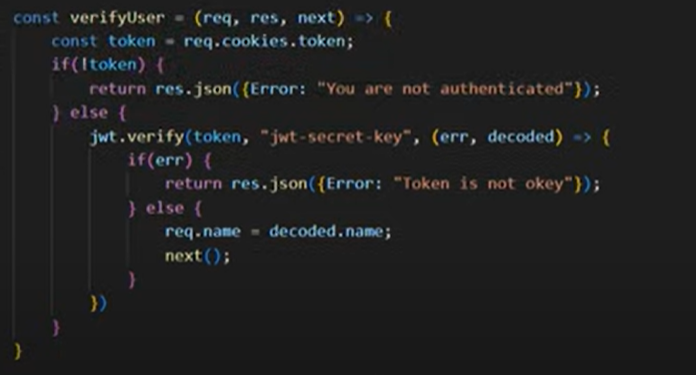 const verifyUser = (req, res, next) => {
    const token = req.cookies.token;
    if(!token) {
        return res.json({Error: "You are not authenticated"});
    } else {
        jwt.verify(token, "jwt-secret-key", (err, decoded) => {
            if(err) {
                return res.json({Error: "Token is not okey"});
            } else {
                req.name = decoded.name;
                next();
            }
        })
    }
}